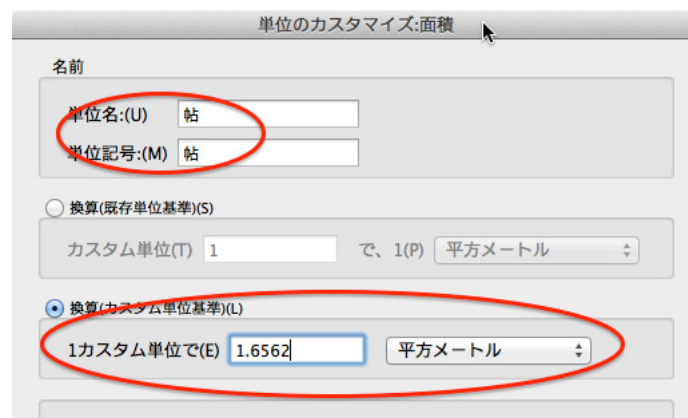 単位のカスタマイズ:面積
名前
単位名:(U) 帖
単位記号:(M) 帖
換算(既存単位基準)(S)
カスタム単位(T) 1 で、1(P) 平方メートル
換算(カスタム単位基準)(L)
1カスタム単位で(E) 1.6562 平方メートル